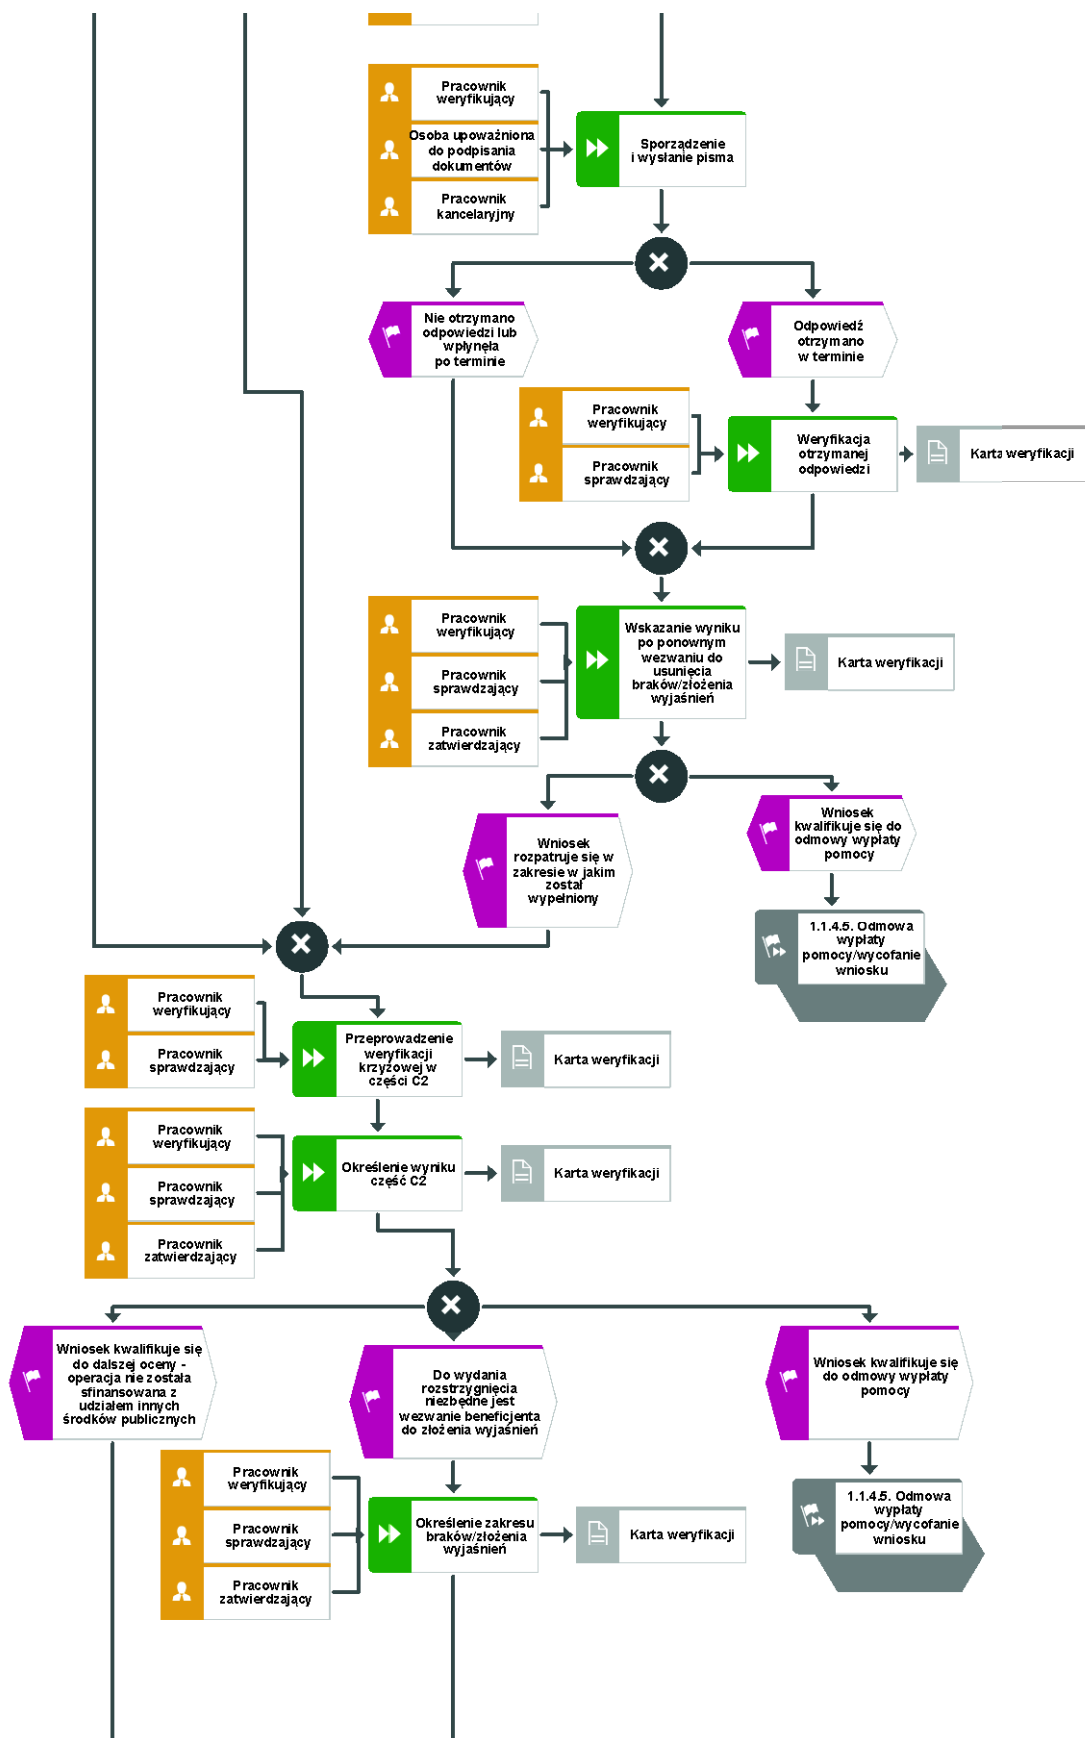 Pracownik
weryfikujący
Osoba upoważniona
do podpisania
dokumentów
Pracownik
kancelaryjny
Sporządzenie
i wysłanie pisma
Nie otrzymano
odpowiedzi lub
wpłynęła
po terminie
Odpowiedź
otrzymano
w terminie
Pracownik
weryfikujący
Pracownik
sprawdzający
Weryfikacja
otrzymanej
odpowiedzi
Karta weryfikacji
Pracownik
weryfikujący
Pracownik
sprawdzający
Pracownik
zatwierdzający
Wskazanie wyniku
po ponownym
wezwaniu do
usunięcia
braków/złożenia
wyjaśnień
Karta weryfikacji
Wniosek
rozpatruje się w
zakresie w jakim
został
wypełniony
Wniosek
kwalifikuje się do
odmowy wypłaty
pomocy
1.1.4.5. Odmowa
wypłaty
pomocy/wycofanie
wniosku
Pracownik
weryfikujący
Pracownik
sprawdzający
Przeprowadzenie
weryfikacji
krzyżowej w
części C2
Karta weryfikacji
Pracownik
weryfikujący
Pracownik
sprawdzający
Pracownik
zatwierdzający
Określenie wyniku
część C2
Karta weryfikacji
Wniosek kwalifikuje się
do dalszej oceny -
operacja nie została
sfinansowana z
udziałem innych
środków publicznych
Do wydania
rozstrzygnięcia
niezbędne jest
wezwanie beneficjenta
do złożenia wyjaśnień
Wniosek kwalifikuje się
do odmowy wypłaty
pomocy
Pracownik
weryfikujący
Pracownik
sprawdzający
Pracownik
zatwierdzający
Określenie zakresu
braków/złożenia
wyjaśnień
Karta weryfikacji
1.1.4.5. Odmowa
wypłaty
pomocy/wycofanie
wniosku